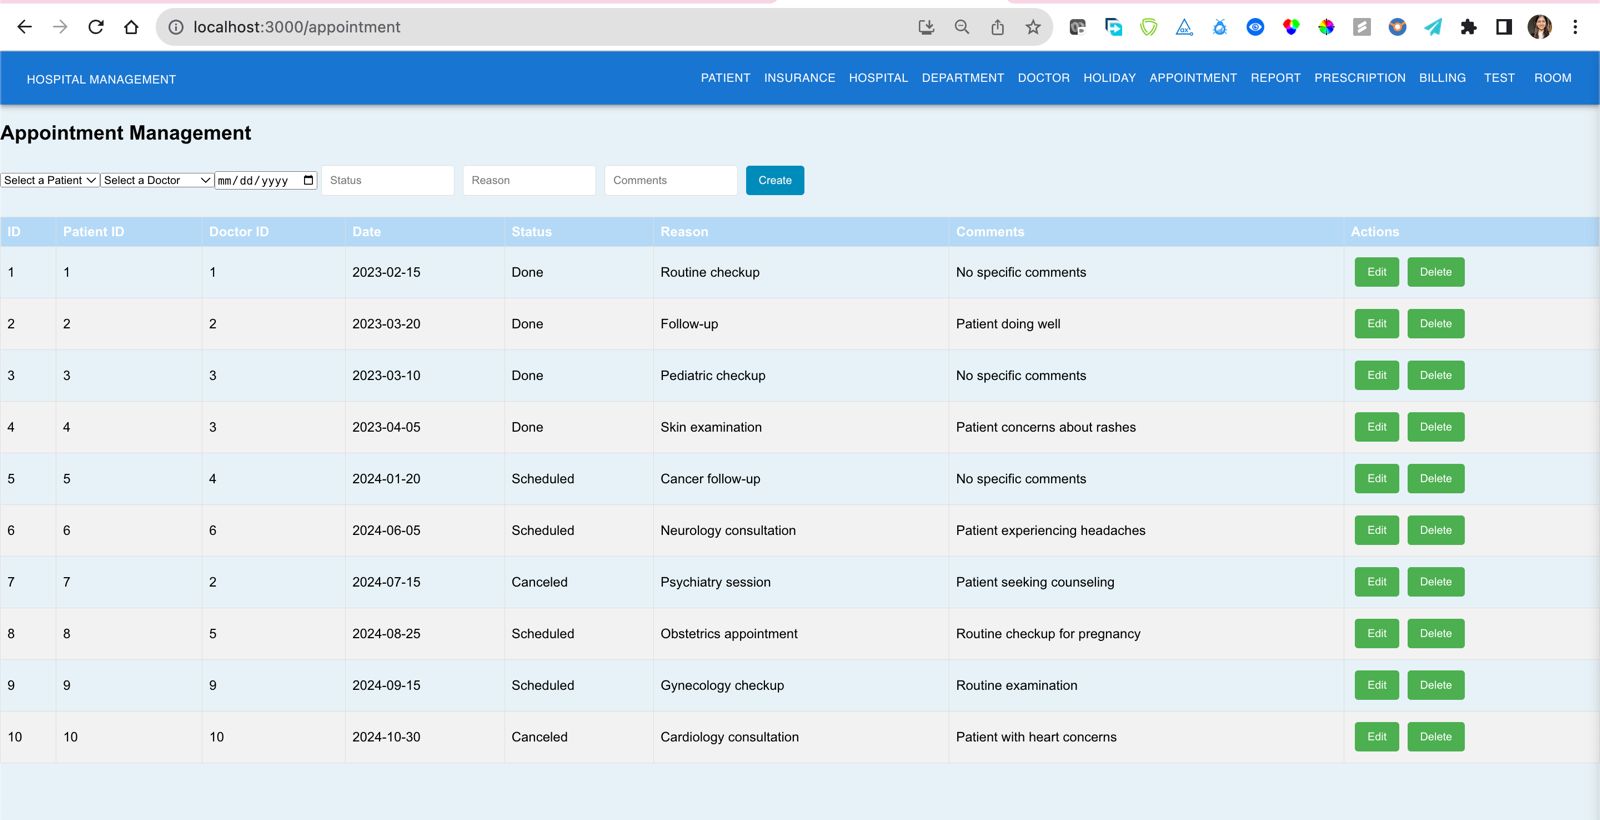 localhost:3000/appointment
HOSPITAL MANAGEMENT PATIENT INSURANCE HOSPITAL DEPARTMENT DOCTOR HOLIDAY APPOINTMENT REPORT PRESCRIPTION BILLING TEST ROOM
Appointment Management
Select a Patient Select a Doctor mm/dd/yyyy Status Reason Comments Create
ID Patient ID Doctor ID Date Status Reason Comments Actions
1 1 1 2023-02-15 Done Routine checkup No specific comments Edit Delete
2 2 2 2023-03-20 Done Follow-up Patient doing well Edit Delete
3 3 3 2023-03-10 Done Pediatric checkup No specific comments Edit Delete
4 4 3 2023-04-05 Done Skin examination Patient concerns about rashes Edit Delete
5 5 4 2024-01-20 Scheduled Cancer follow-up No specific comments Edit Delete
6 6 6 2024-06-05 Scheduled Neurology consultation Patient experiencing headaches Edit Delete
7 7 2 2024-07-15 Canceled Psychiatry session Patient seeking counseling Edit Delete
8 8 5 2024-08-25 Scheduled Obstetrics appointment Routine checkup for pregnancy Edit Delete
9 9 9 2024-09-15 Scheduled Gynecology checkup Routine examination Edit Delete
10 10 10 2024-10-30 Canceled Cardiology consultation Patient with heart concerns Edit Delete